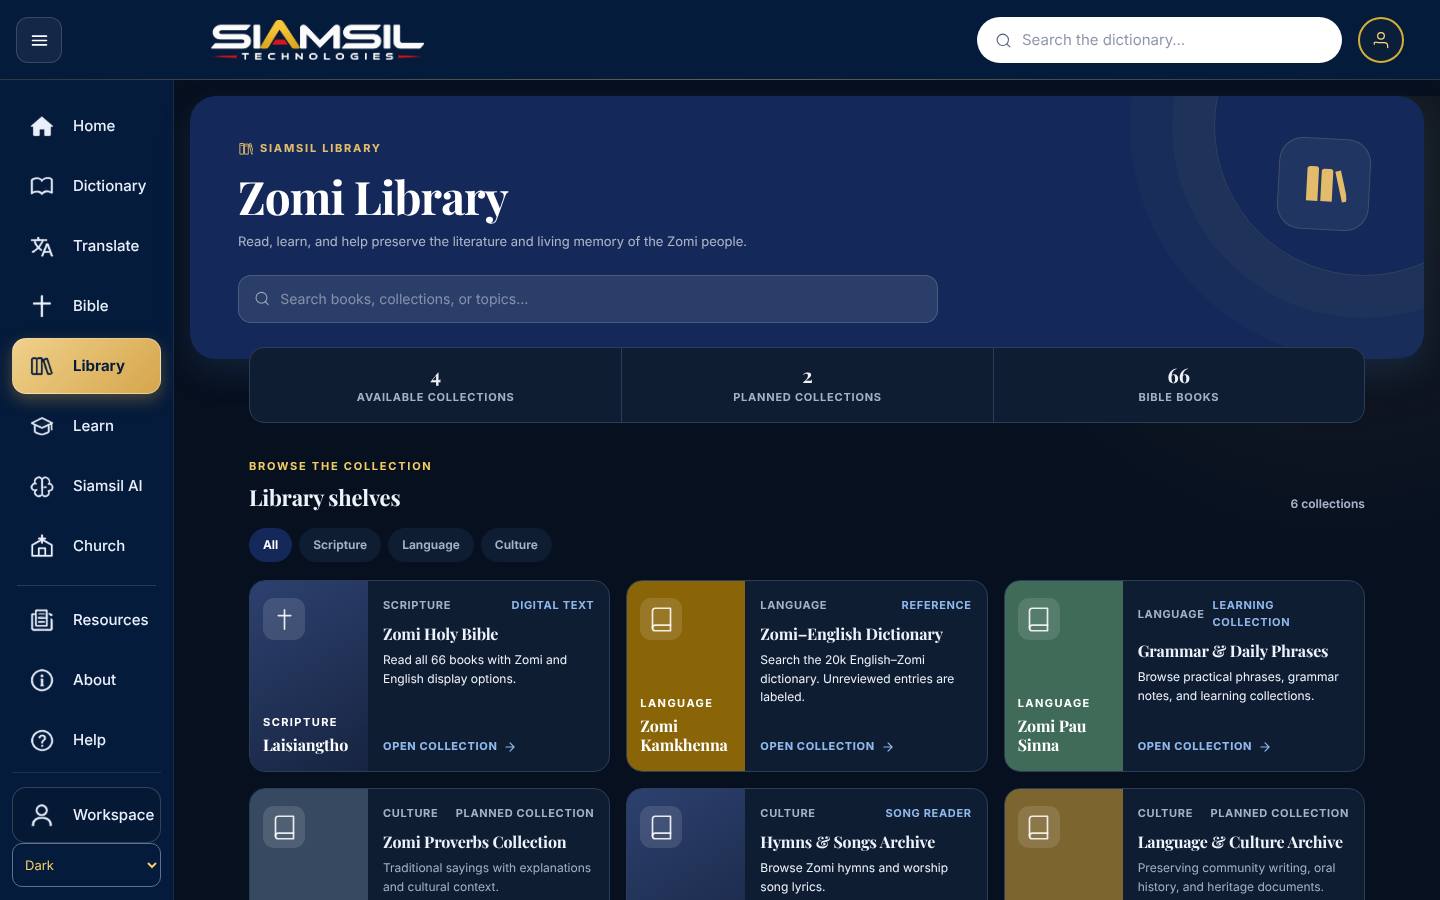 SIAMSIL
TECHNOLOGIES
Search the dictionary...
Home
Dictionary
Translate
Bible
Library
Learn
Siamsil AI
Church
Resources
About
Help
Workspace
Dark
SIAMSIL LIBRARY
Zomi Library
Read, learn, and help preserve the literature and living memory of the Zomi people.
Search books, collections, or topics...
4
AVAILABLE COLLECTIONS
2
PLANNED COLLECTIONS
66
BIBLE BOOKS
BROWSE THE COLLECTION
Library shelves
6 collections
All
Scripture
Language
Culture
SCRIPTURE
Laisiangtho
SCRIPTURE DIGITAL TEXT
Zomi Holy Bible
Read all 66 books with Zomi and
English display options.
OPEN COLLECTION →
LANGUAGE
Zomi
Kamkhenna
LANGUAGE REFERENCE
Zomi–English Dictionary
Search the 20k English–Zomi
dictionary. Unreviewed entries are
labeled.
OPEN COLLECTION →
LANGUAGE
Zomi Pau
Sinna
LANGUAGE LEARNING
COLLECTION
Grammar & Daily Phrases
Browse practical phrases, grammar
notes, and learning collections.
OPEN COLLECTION →
CULTURE PLANNED COLLECTION
Zomi Proverbs Collection
Traditional sayings with explanations
and cultural context.
CULTURE SONG READER
Hymns & Songs Archive
Browse Zomi hymns and worship
song lyrics.
CULTURE PLANNED COLLECTION
Language & Culture Archive
Preserving community writing, oral
history, and heritage documents.